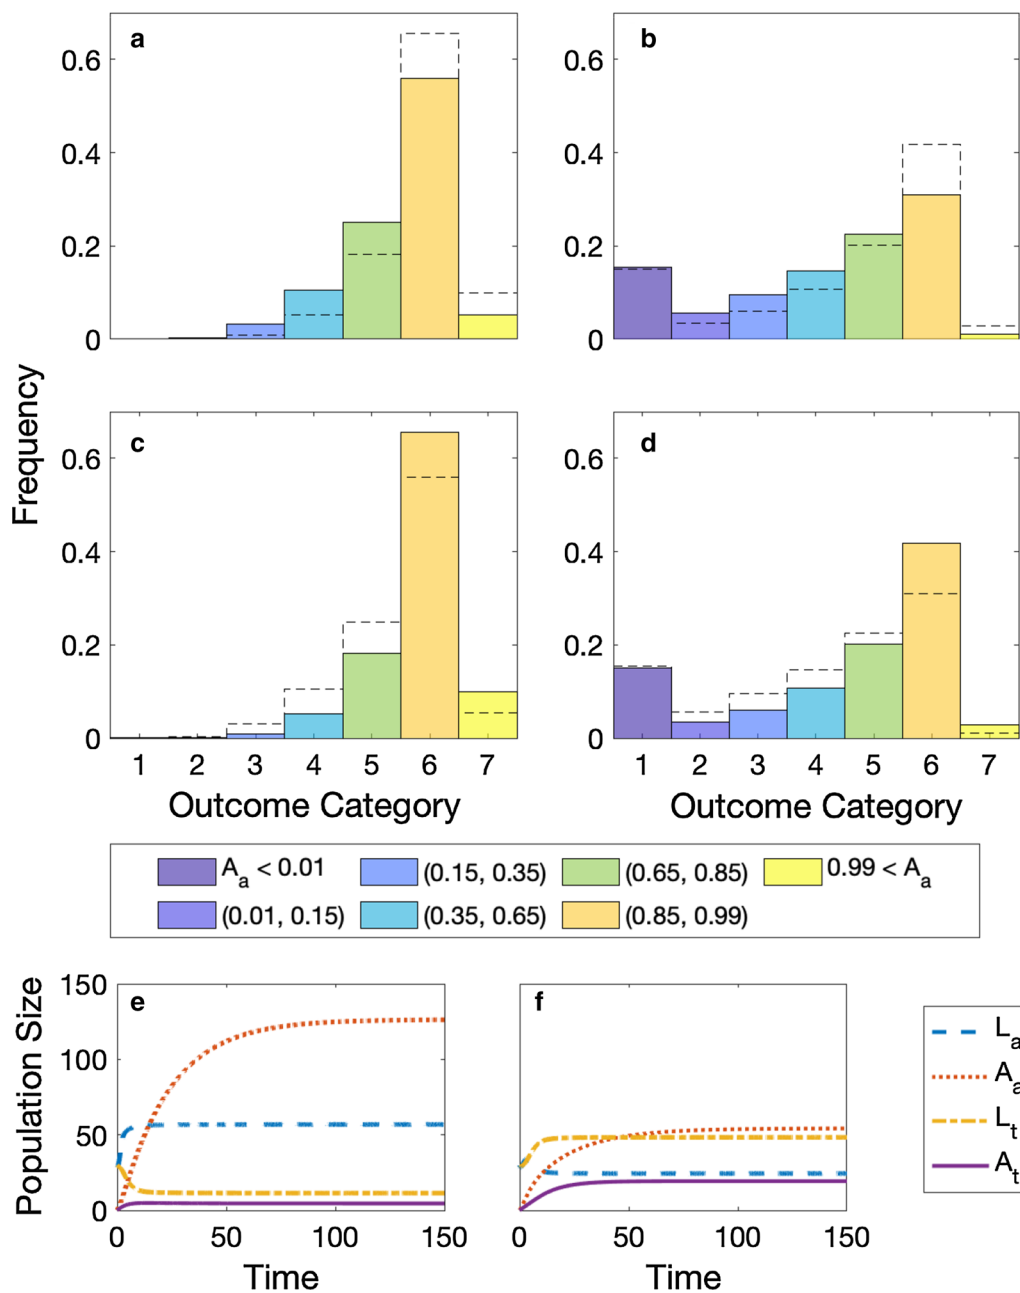 a
b
0.6
0.4
0.2
0
0.6
0.4
0.2
0
c
d
0.6
0.4
0.2
0
0.6
0.4
0.2
0
Frequency
1 2 3 4 5 6 7
1 2 3 4 5 6 7
Outcome Category
Outcome Category
A_a < 0.01
(0.15, 0.35)
(0.65, 0.85)
0.99 < A_a
(0.01, 0.15)
(0.35, 0.65)
(0.85, 0.99)
e
f
150
100
50
0
Population Size
0 50 100 150
0 50 100 150
Time
Time
L_a
A_a
L_t
A_t